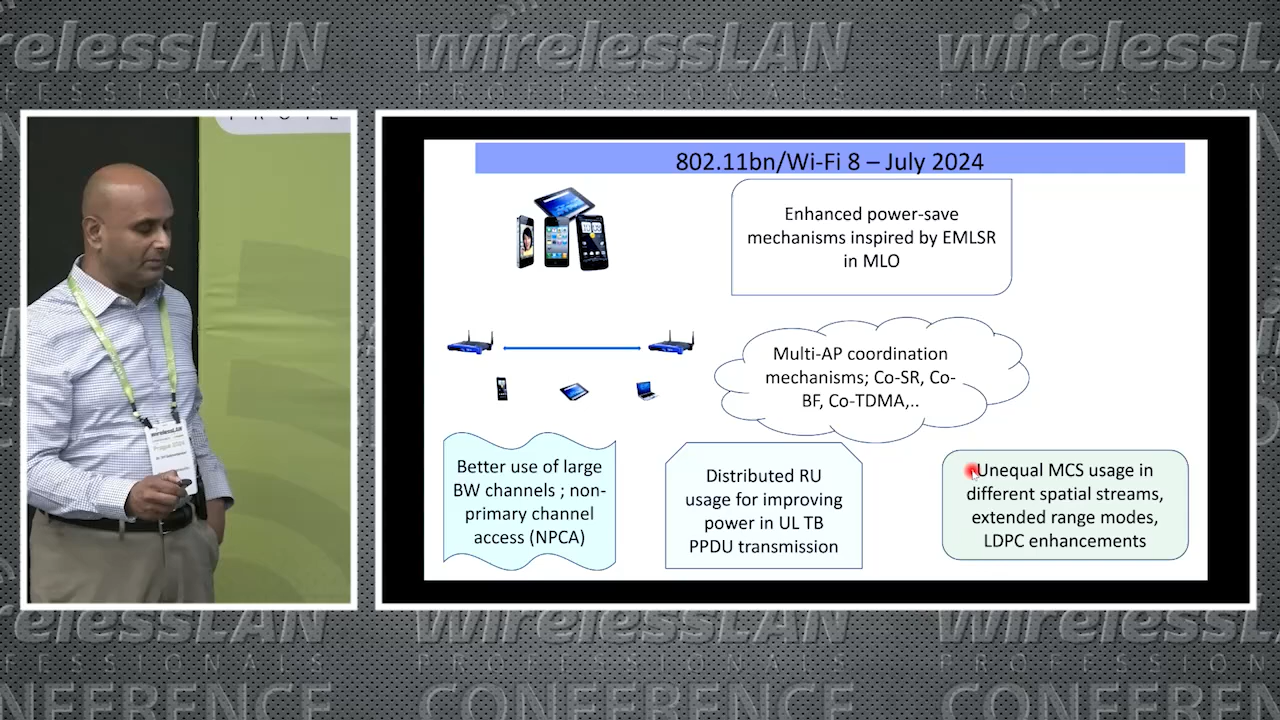 wirelessLAN
wirelessLAN
wirelessLAN
PROFESSIONALS
802.11bn/Wi-Fi 8 – July 2024
Enhanced power-save
mechanisms inspired by EMLSR
in MLO
Multi-AP coordination
mechanisms; Co-SR, Co-
BF, Co-TDMA,..
Better use of large
BW channels ; non-
primary channel
access (NPCA)
Distributed RU
usage for improving
power in UL TB
PPDU transmission
Unequal MCS usage in
different spatial streams,
extended range modes,
LDPC enhancements
wirelessLAN
wirelessLAN
wirelessLAN
PROFESSIONALS
CONFERENCE
CONFERENCE
CONFERENCE